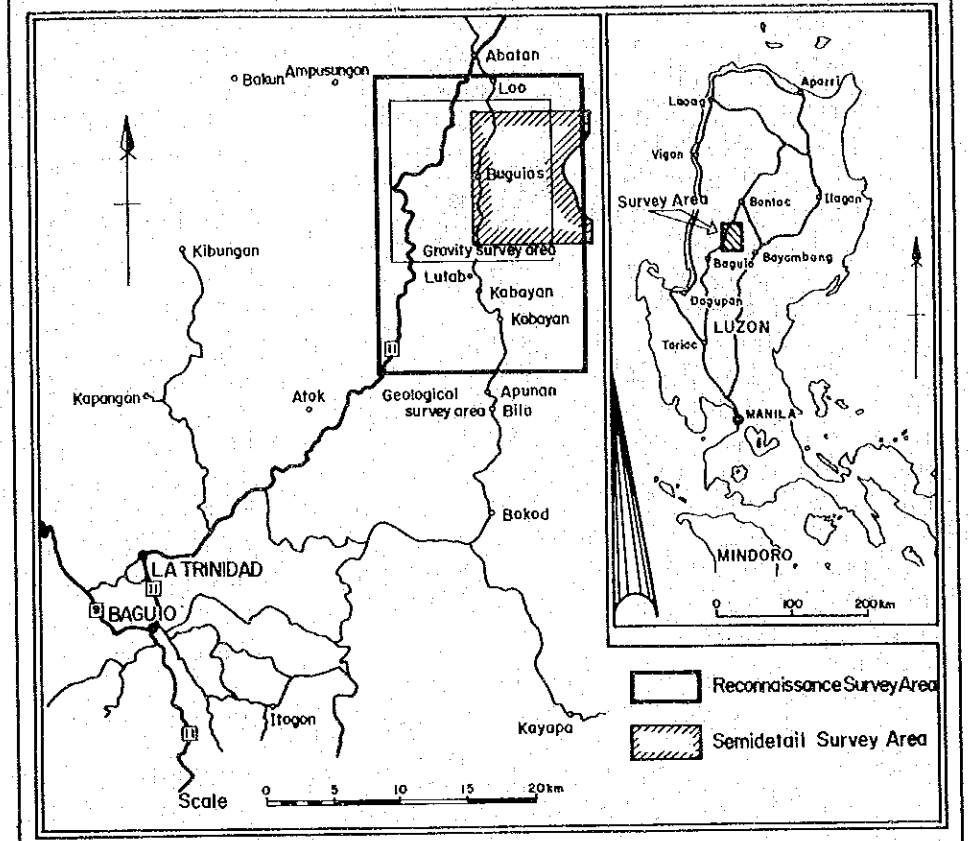 Abatan
Bakun
Ampusungan
Loo
Buguias
Kibungan
Gravity survey area
Lutab
Kabayan
Kobayan
11
Kapangan
Atok
Geological
survey area
Apunan
Bila
Bokod
LA TRINIDAD
11
9
BAGUIO
Itogon
Kayapa
11
Scale
0 5 10 15 20km
Aparri
Laoag
Vigan
Survey Area
Bontoc
Ilagan
Baguio
Bayombong
Dagupan
LUZON
Tarlac
MANILA
MINDORO
0 100 200km
Reconnaissance Survey Area
Semidetail Survey Area